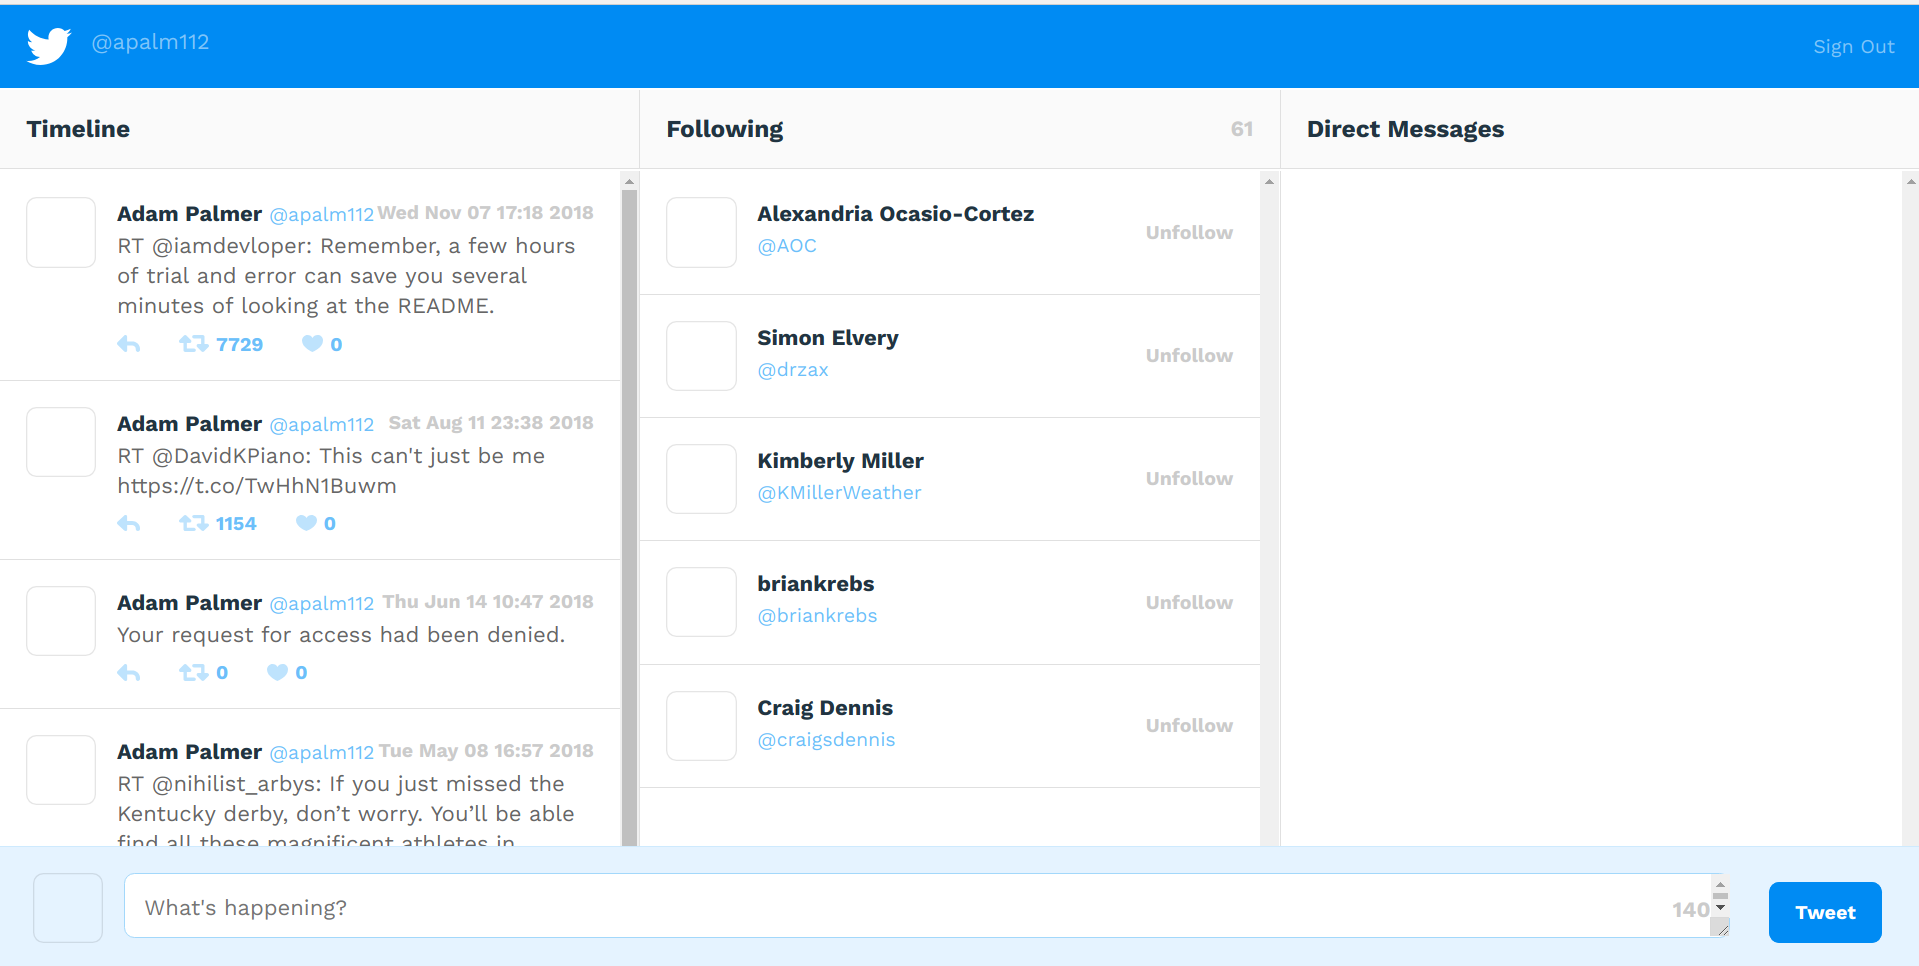 @apalm112
Sign Out
Timeline
Following 61
Direct Messages
Adam Palmer @apalm112 Wed Nov 07 17:18 2018
RT @iamdevloper: Remember, a few hours
of trial and error can save you several
minutes of looking at the README.
7729 0
Adam Palmer @apalm112 Sat Aug 11 23:38 2018
RT @DavidKPiano: This can't just be me
https://t.co/TwHhN1Buwm
1154 0
Adam Palmer @apalm112 Thu Jun 14 10:47 2018
Your request for access had been denied.
0 0
Adam Palmer @apalm112 Tue May 08 16:57 2018
RT @nihilist_arbys: If you just missed the
Kentucky derby, don’t worry. You’ll be able
find all these magnificent athletes in
Alexandria Ocasio-Cortez
@AOC
Unfollow
Simon Elvery
@drzax
Unfollow
Kimberly Miller
@KMillerWeather
Unfollow
briankrebs
@briankrebs
Unfollow
Craig Dennis
@craigsdennis
Unfollow
What's happening?
140
Tweet